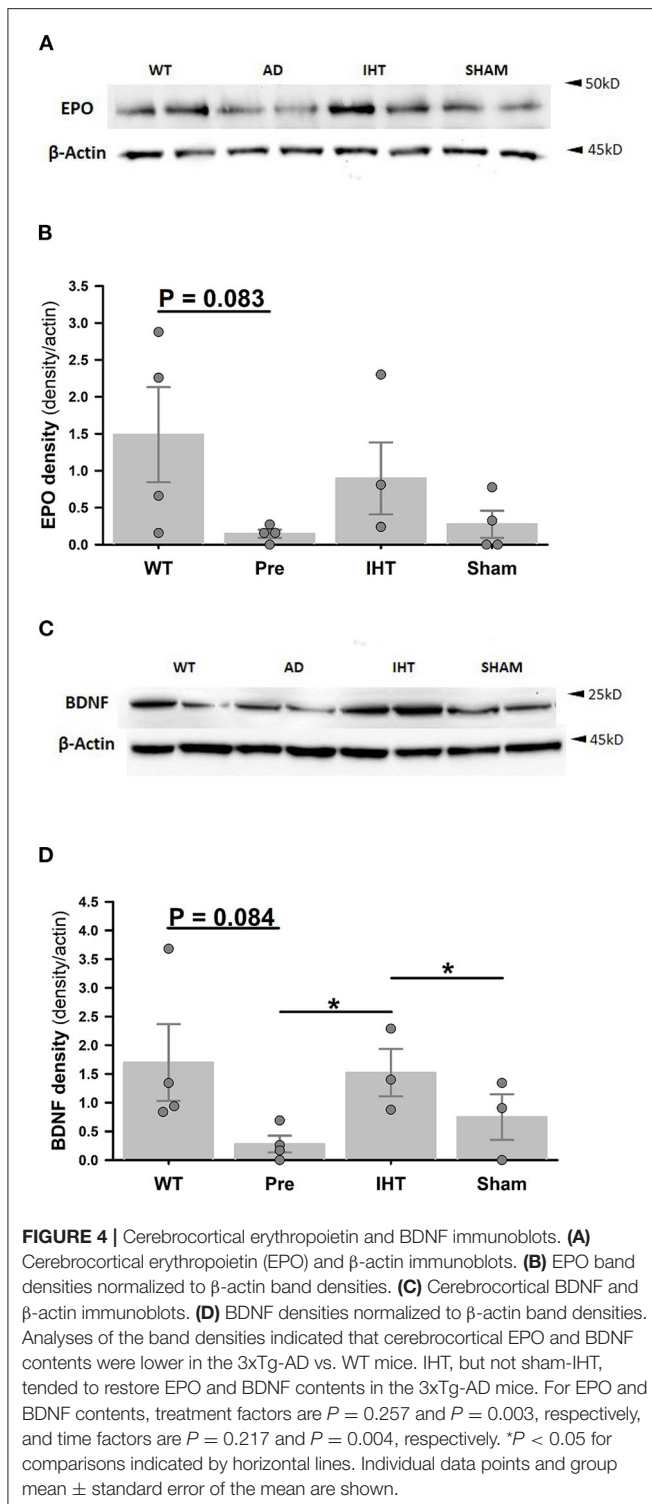 A
WT AD IHT SHAM
50kD
EPO
β-Actin
45kD
B
P = 0.083
EPO density (density/actin)
3.5
3.0
2.5
2.0
1.5
1.0
0.5
0.0
WT Pre IHT Sham
C
WT AD IHT SHAM
25kD
BDNF
45kD
β-Actin
D
P = 0.084
*
*
BDNF density (density/actin)
4.5
4.0
3.5
3.0
2.5
2.0
1.5
1.0
0.5
0.0
WT Pre IHT Sham
FIGURE 4 | Cerebrocortical erythropoietin and BDNF immunoblots. (A)
Cerebrocortical erythropoietin (EPO) and β-actin immunoblots. (B) EPO
band densities normalized to β-actin band densities. (C) Cerebrocortical BDNF and
β-actin immunoblots. (D) BDNF densities normalized to β-actin band densities.
Analyses of the band densities indicated that cerebrocortical EPO and BDNF
contents were lower in the 3xTg-AD vs. WT mice. IHT, but not sham-IHT,
tended to restore EPO and BDNF contents in the 3xTg-AD mice. For EPO and
BDNF contents, treatment factors are P = 0.257 and P = 0.003, respectively,
and time factors are P = 0.217 and P = 0.004, respectively. *P < 0.05 for
comparisons indicated by horizontal lines. Individual data points and group
mean ± standard error of the mean are shown.